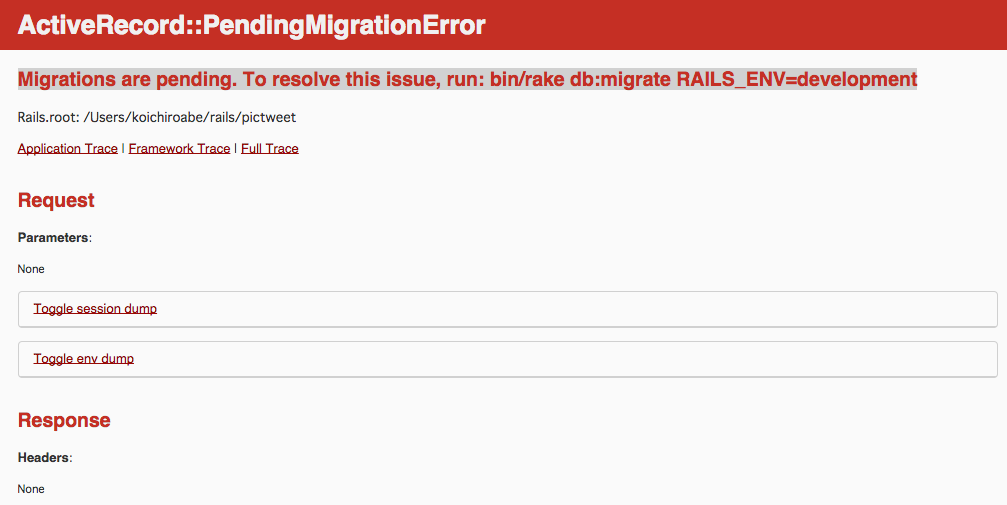 ActiveRecord::PendingMigrationError
Migrations are pending. To resolve this issue, run: bin/rake db:migrate RAILS_ENV=development
Rails.root: /Users/koichiroabe/rails/pictweet
Application Trace | Framework Trace | Full Trace
Request
Parameters:
None
Toggle session dump
Toggle env dump
Response
Headers:
None